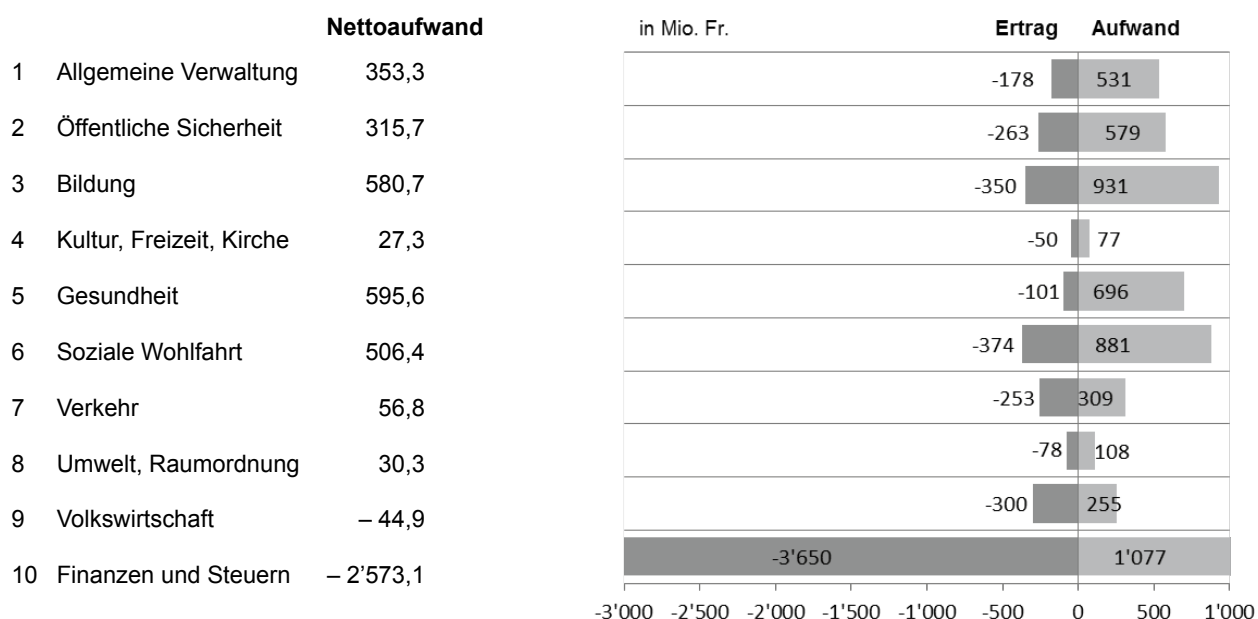 Nettoaufwand in Mio. Fr. Ertrag Aufwand
1 Allgemeine Verwaltung 353,3 -178 531
2 Öffentliche Sicherheit 315,7 -263 579
3 Bildung 580,7 -350 931
4 Kultur, Freizeit, Kirche 27,3 -50 77
5 Gesundheit 595,6 -101 696
6 Soziale Wohlfahrt 506,4 -374 881
7 Verkehr 56,8 -253 309
8 Umwelt, Raumordnung 30,3 -78 108
9 Volkswirtschaft – 44,9 -300 255
10 Finanzen und Steuern – 2’573,1 -3'650 1'077
-3'000 -2'500 -2'000 -1'500 -1'000 -500 0 500 1'000